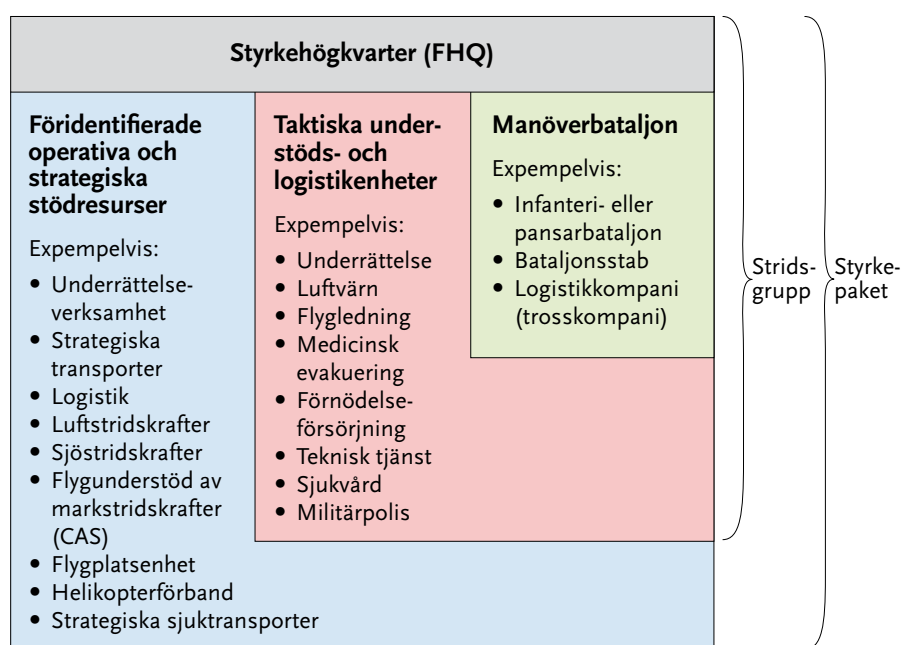 Styrkehögkvarter (FHQ)
Föridentifierade
operativa och
strategiska
stödresurser
Expempelvis:
• Underrättelse-
verksamhet
• Strategiska
transporter
• Logistik
• Luftstridskrafter
• Sjöstridskrafter
• Flygunderstöd av
markstridskrafter
(CAS)
• Flygplatsenhet
• Helikopterförband
• Strategiska sjuktransporter
Taktiska under-
stöds- och
logistikenheter
Expempelvis:
• Underrättelse
• Luftvärn
• Flygledning
• Medicinsk
evakuering
• Förnödelse-
försörjning
• Teknisk tjänst
• Sjukvård
• Militärpolis
Manöverbataljon
Expempelvis:
• Infanteri- eller
pansarbataljon
• Bataljonsstab
• Logistikkompani
(trosskompani)
Strids-
grupp
Styrke-
paket